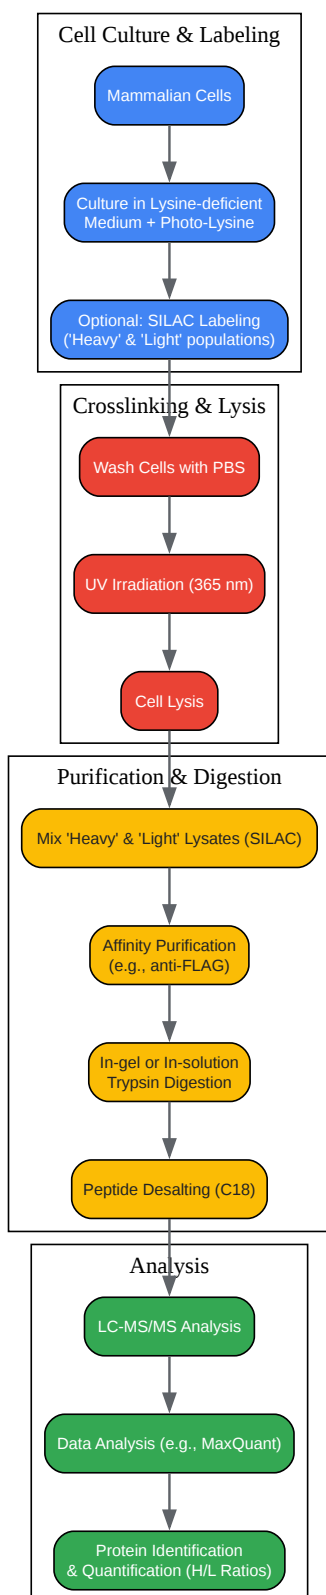 Cell Culture & Labeling
Mammalian Cells
Culture in Lysine-deficient
Medium + Photo-Lysine
Optional: SILAC Labeling
('Heavy' & 'Light' populations)
Crosslinking & Lysis
Wash Cells with PBS
UV Irradiation (365 nm)
Cell Lysis
Purification & Digestion
Mix 'Heavy' & 'Light' Lysates (SILAC)
Affinity Purification
(e.g., anti-FLAG)
In-gel or In-solution
Trypsin Digestion
Peptide Desalting (C18)
Analysis
LC-MS/MS Analysis
Data Analysis (e.g., MaxQuant)
Protein Identification
& Quantification (H/L Ratios)